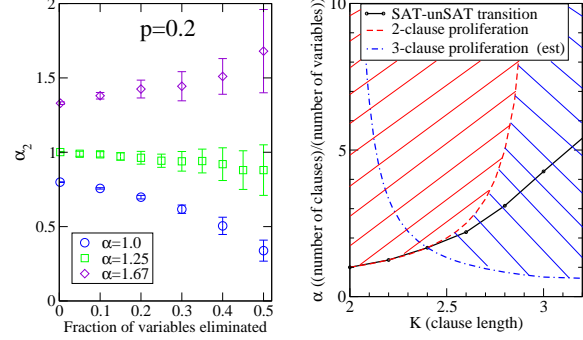 p=0.2
α₂
2
1.5
1
0.5
0
α=1.0
α=1.25
α=1.67
0 0.1 0.2 0.3 0.4 0.5
Fraction of variables eliminated
α ((number of clauses)/(number of variables))
10
5
0
SAT-unSAT transition
2-clause proliferation
3-clause proliferation (est)
2 2.5 3
K (clause length)